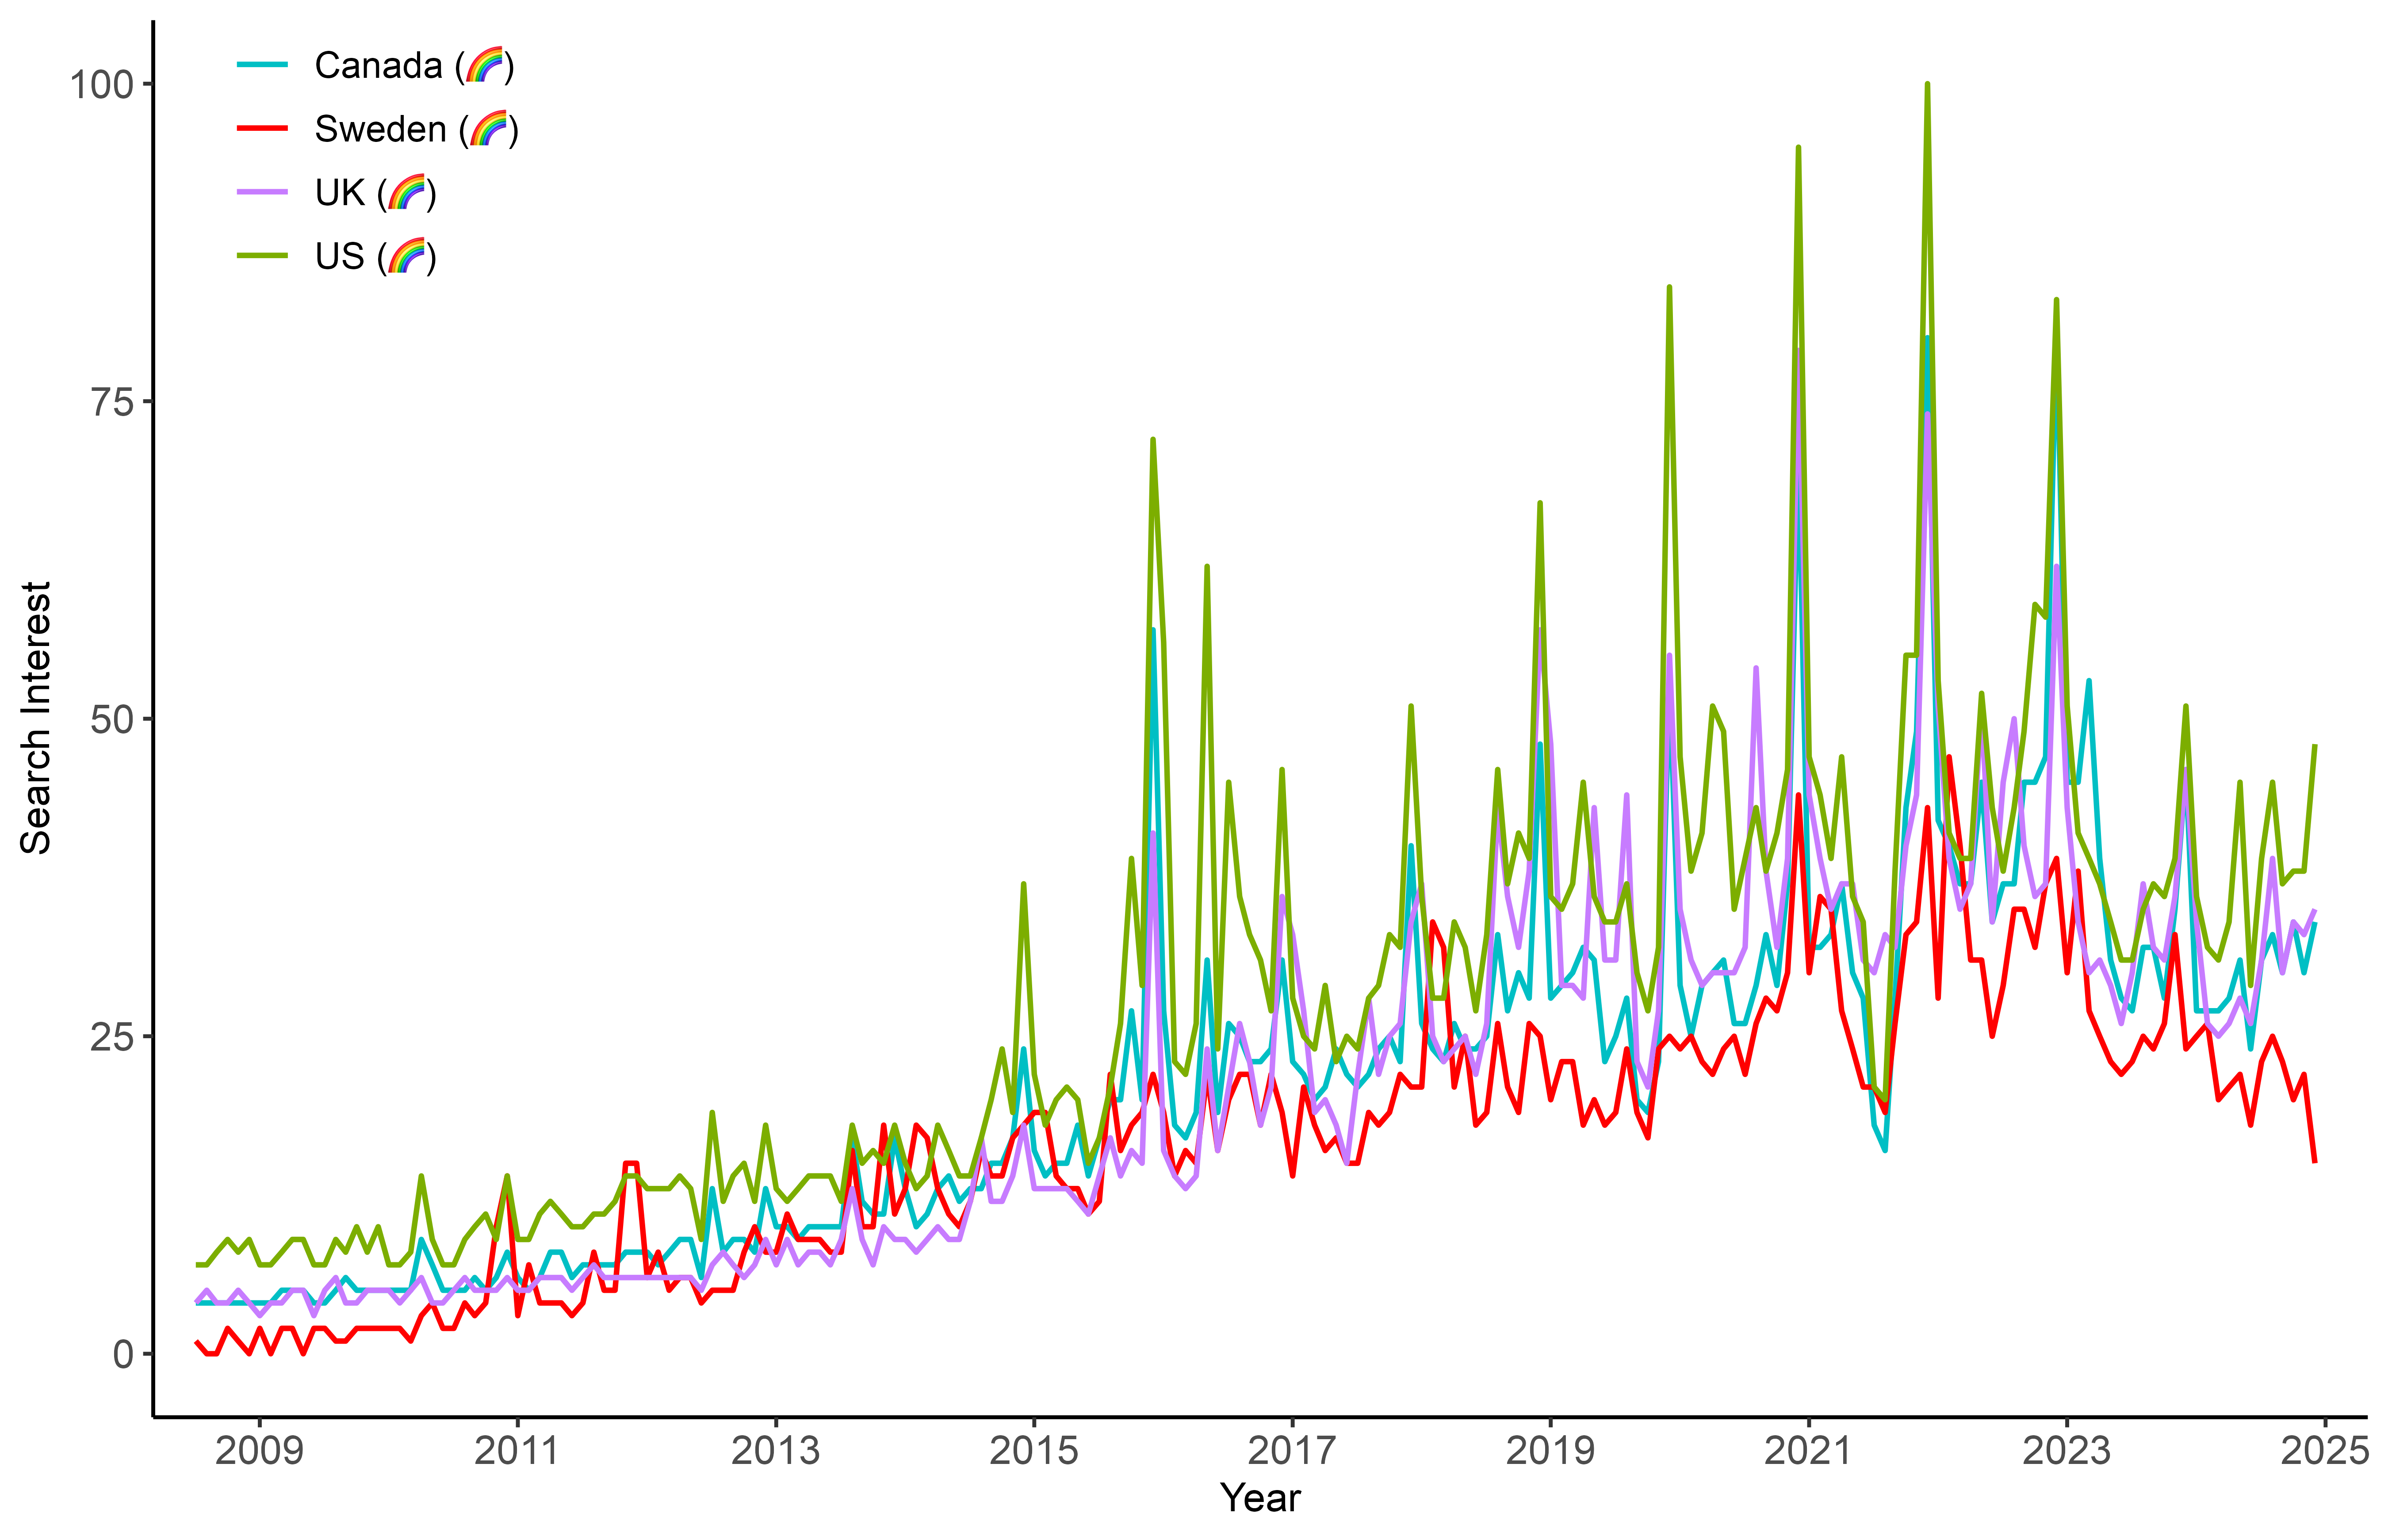 Canada (🌈)
Sweden (🌈)
UK (🌈)
US (🌈)
100
75
50
25
0
Search Interest
2009 2011 2013 2015 2017 2019 2021 2023 2025
Year